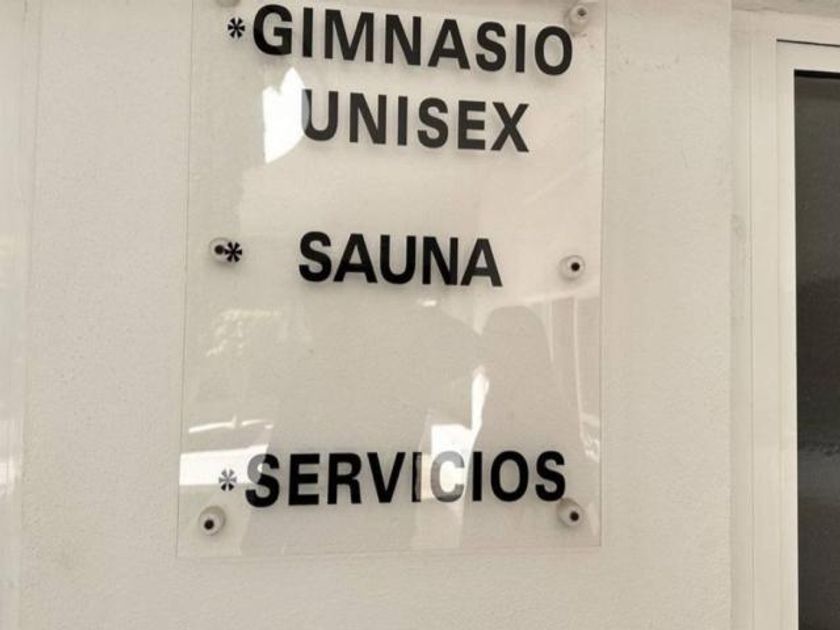 *GIMNASIO
UNISEX
* SAUNA
*SERVICIOS